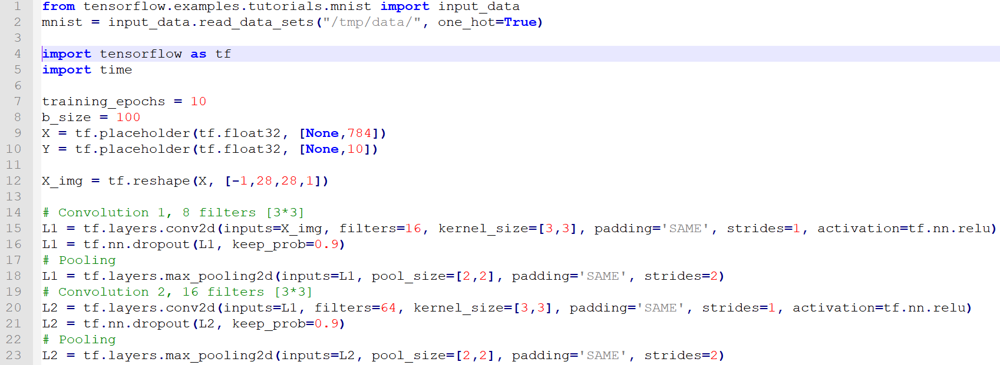 1 from tensorflow.examples.tutorials.mnist import input_data
2 mnist = input_data.read_data_sets("/tmp/data/", one_hot=True)
3
4 import tensorflow as tf
5 import time
6
7 training_epochs = 10
8 b_size = 100
9 X = tf.placeholder(tf.float32, [None,784])
10 Y = tf.placeholder(tf.float32, [None,10])
11
12 X_img = tf.reshape(X, [-1,28,28,1])
13
14 # Convolution 1, 8 filters [3*3]
15 L1 = tf.layers.conv2d(inputs=X_img, filters=16, kernel_size=[3,3], padding='SAME', strides=1, activation=tf.nn.relu)
16 L1 = tf.nn.dropout(L1, keep_prob=0.9)
17 # Pooling
18 L1 = tf.layers.max_pooling2d(inputs=L1, pool_size=[2,2], padding='SAME', strides=2)
19 # Convolution 2, 16 filters [3*3]
20 L2 = tf.layers.conv2d(inputs=L1, filters=64, kernel_size=[3,3], padding='SAME', strides=1, activation=tf.nn.relu)
21 L2 = tf.nn.dropout(L2, keep_prob=0.9)
22 # Pooling
23 L2 = tf.layers.max_pooling2d(inputs=L2, pool_size=[2,2], padding='SAME', strides=2)